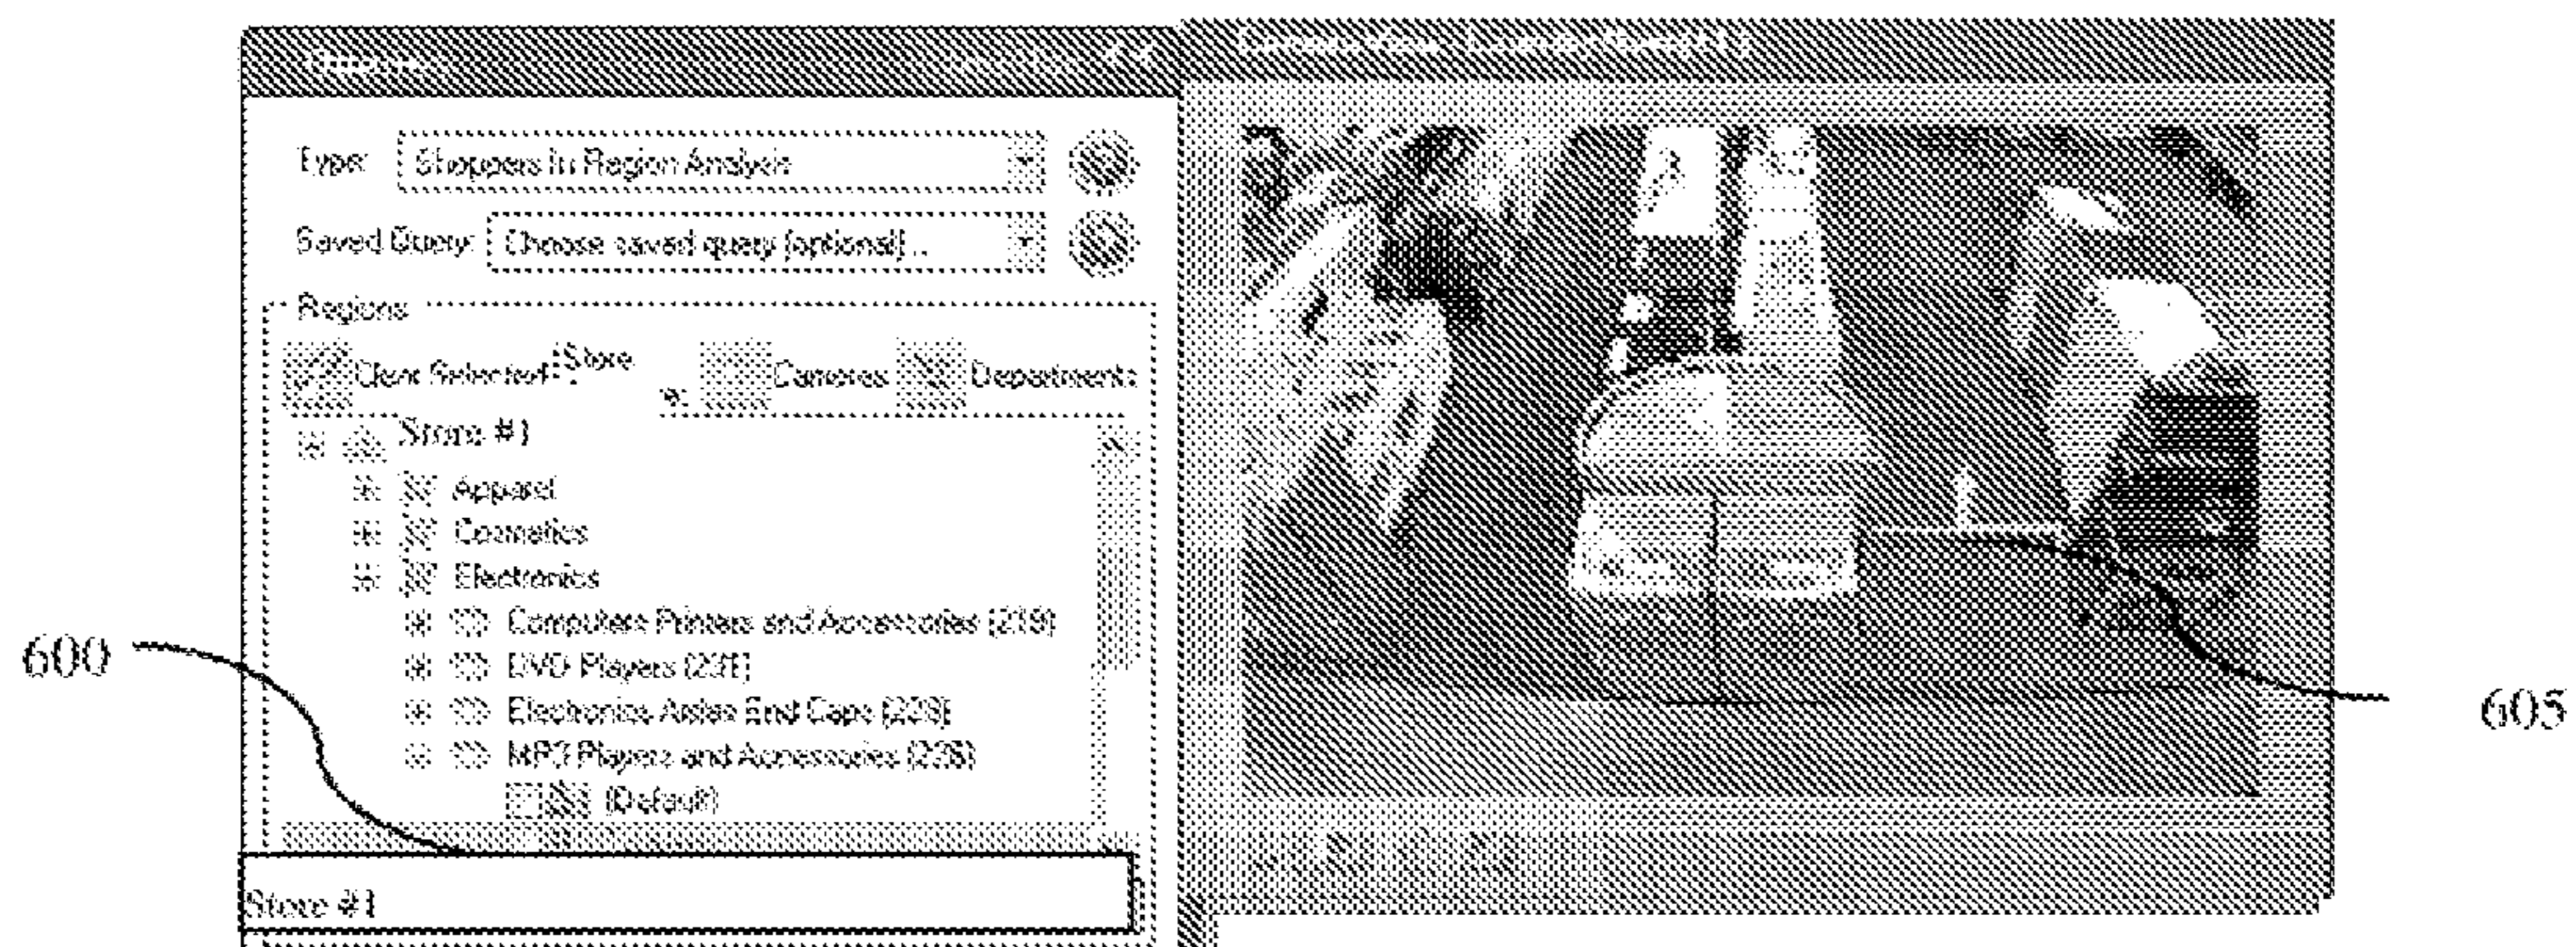 Type: Shoppers In Region Analysis
Saved Query: Choose saved query (optional)...
Regions
Clear Selected Store Cameras Departments
Store #1
Apparel
Cosmetics
Electronics
Computers Printers and Accessories (219)
DVD Players (231)
Electronics Aisles End Caps
MP3 Players and Accessories
(Default)
600
605
Store #1